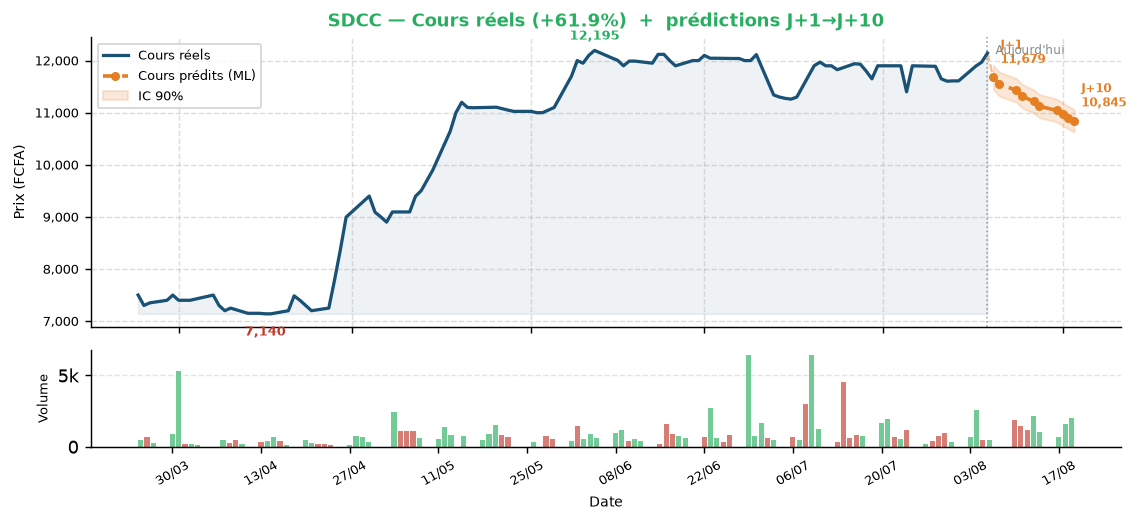 SDCC — Cours réels (+61.9%)  +  prédictions J+1→J+10
12,195
Cours réels
Cours prédits (ML)
IC 90%
Aujourd'hui
J+1
11,679
J+10
10,845
7,140
Prix (FCFA)
12,000
11,000
10,000
9,000
8,000
7,000
Volume
5k
0
30/03
13/04
27/04
11/05
25/05
08/06
22/06
06/07
20/07
03/08
17/08
Date